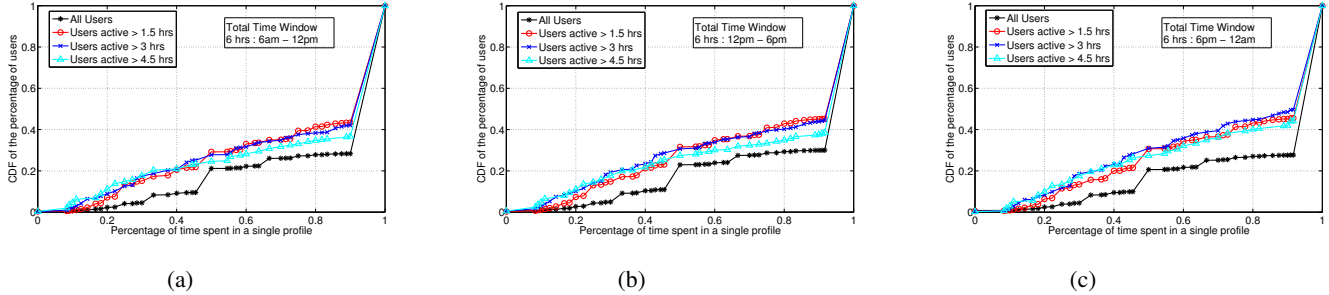 All Users
Users active > 1.5 hrs
Users active > 3 hrs
Users active > 4.5 hrs
Total Time Window
6 hrs : 6am − 12pm
CDF of the percentage of users
1
0.8
0.6
0.4
0.2
0
0.2
0.4
0.6
0.8
1
Percentage of time spent in a single profile
(a)
All Users
Users active > 1.5 hrs
Users active > 3 hrs
Users active > 4.5 hrs
Total Time Window
6 hrs : 12pm − 6pm
CDF of the percentage of users
1
0.8
0.6
0.4
0.2
0
0.2
0.4
0.6
0.8
1
Percentage of time spent in a single profile
(b)
All Users
Users active > 1.5 hrs
Users active > 3 hrs
Users active > 4.5 hrs
Total Time Window
6 hrs : 6pm − 12am
CDF of the percentage of users
1
0.8
0.6
0.4
0.2
0
0.2
0.4
0.6
0.8
1
Percentage of time spent in a single profile
(c)